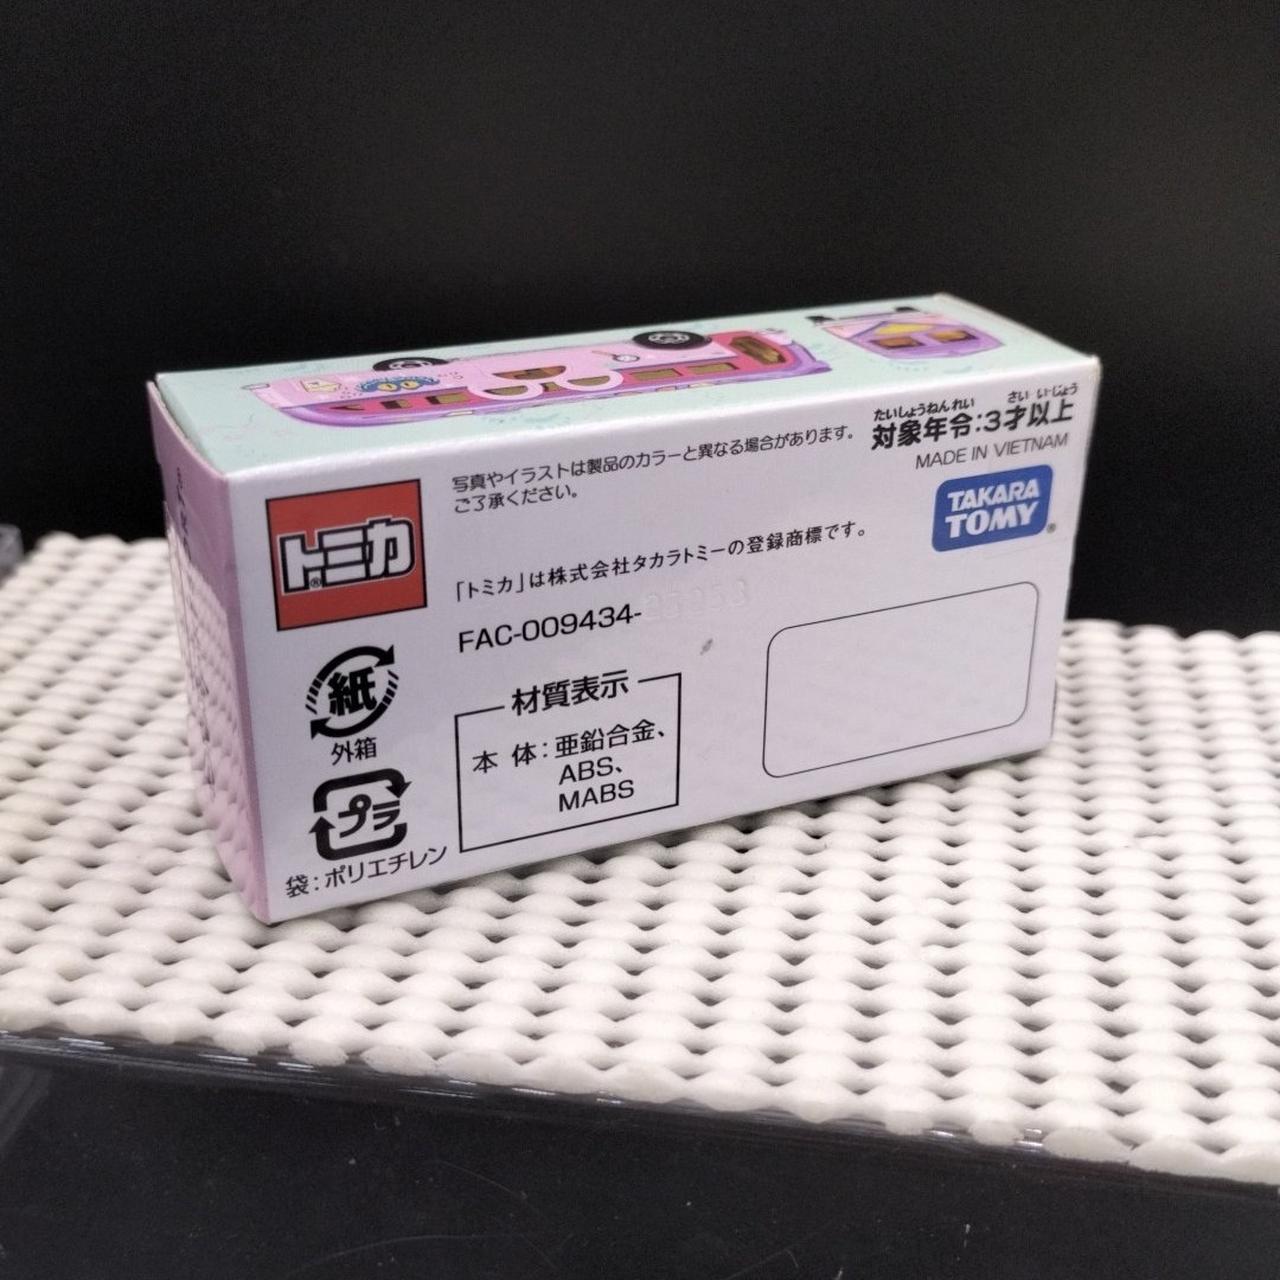 たいしょうねんれい さい いじょう
対象年令:3才以上
MADE IN VIETNAM
写真やイラストは製品のカラーと異なる場合があります。
ご了承ください。
TAKARA
TOMY®
トミカ®
「トミカ」は株式会社タカラトミーの登録商標です。
FAC-009434-
紙
外箱
材質表示
本 体:亜鉛合金、
ABS、
MABS
プラ
袋:ポリエチレン